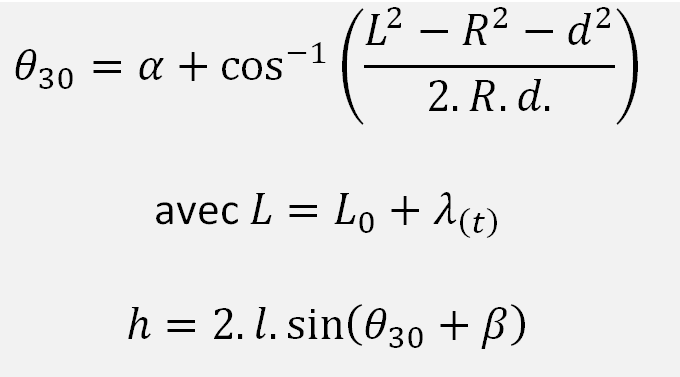 θ₃₀ = α + cos⁻¹ ((L² − R² − d²) / (2. R. d.))
avec L = L₀ + λ₍ₜ₎
h = 2. l. sin(θ₃₀ + β)